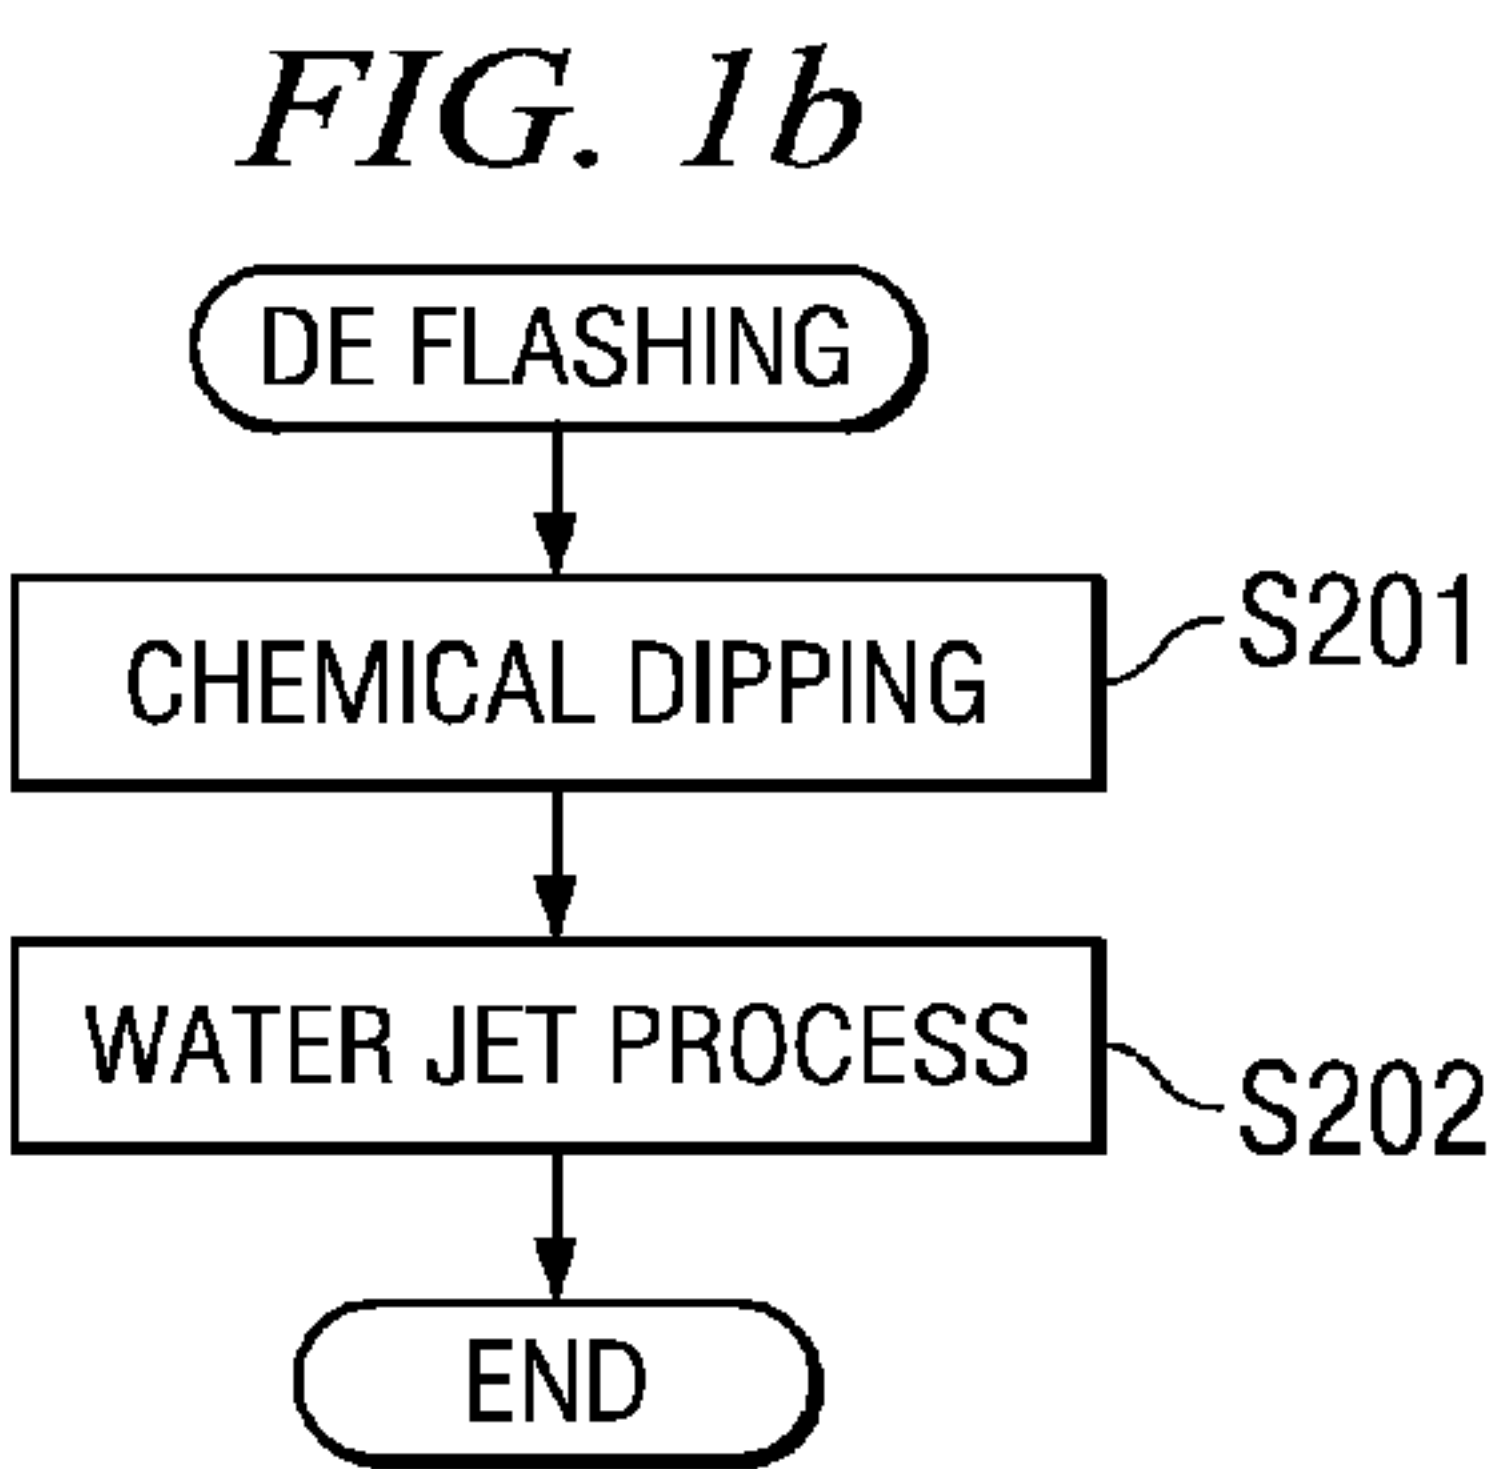 FIG. 1b
DE FLASHING
CHEMICAL DIPPING
S201
WATER JET PROCESS
S202
END